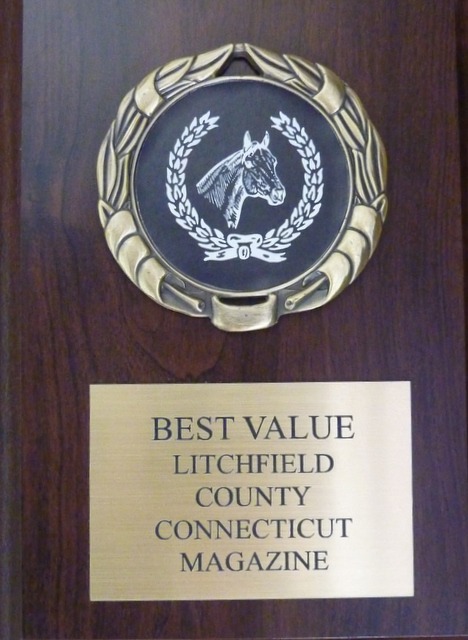 BEST VALUE
LITCHFIELD
COUNTY
CONNECTICUT
MAGAZINE